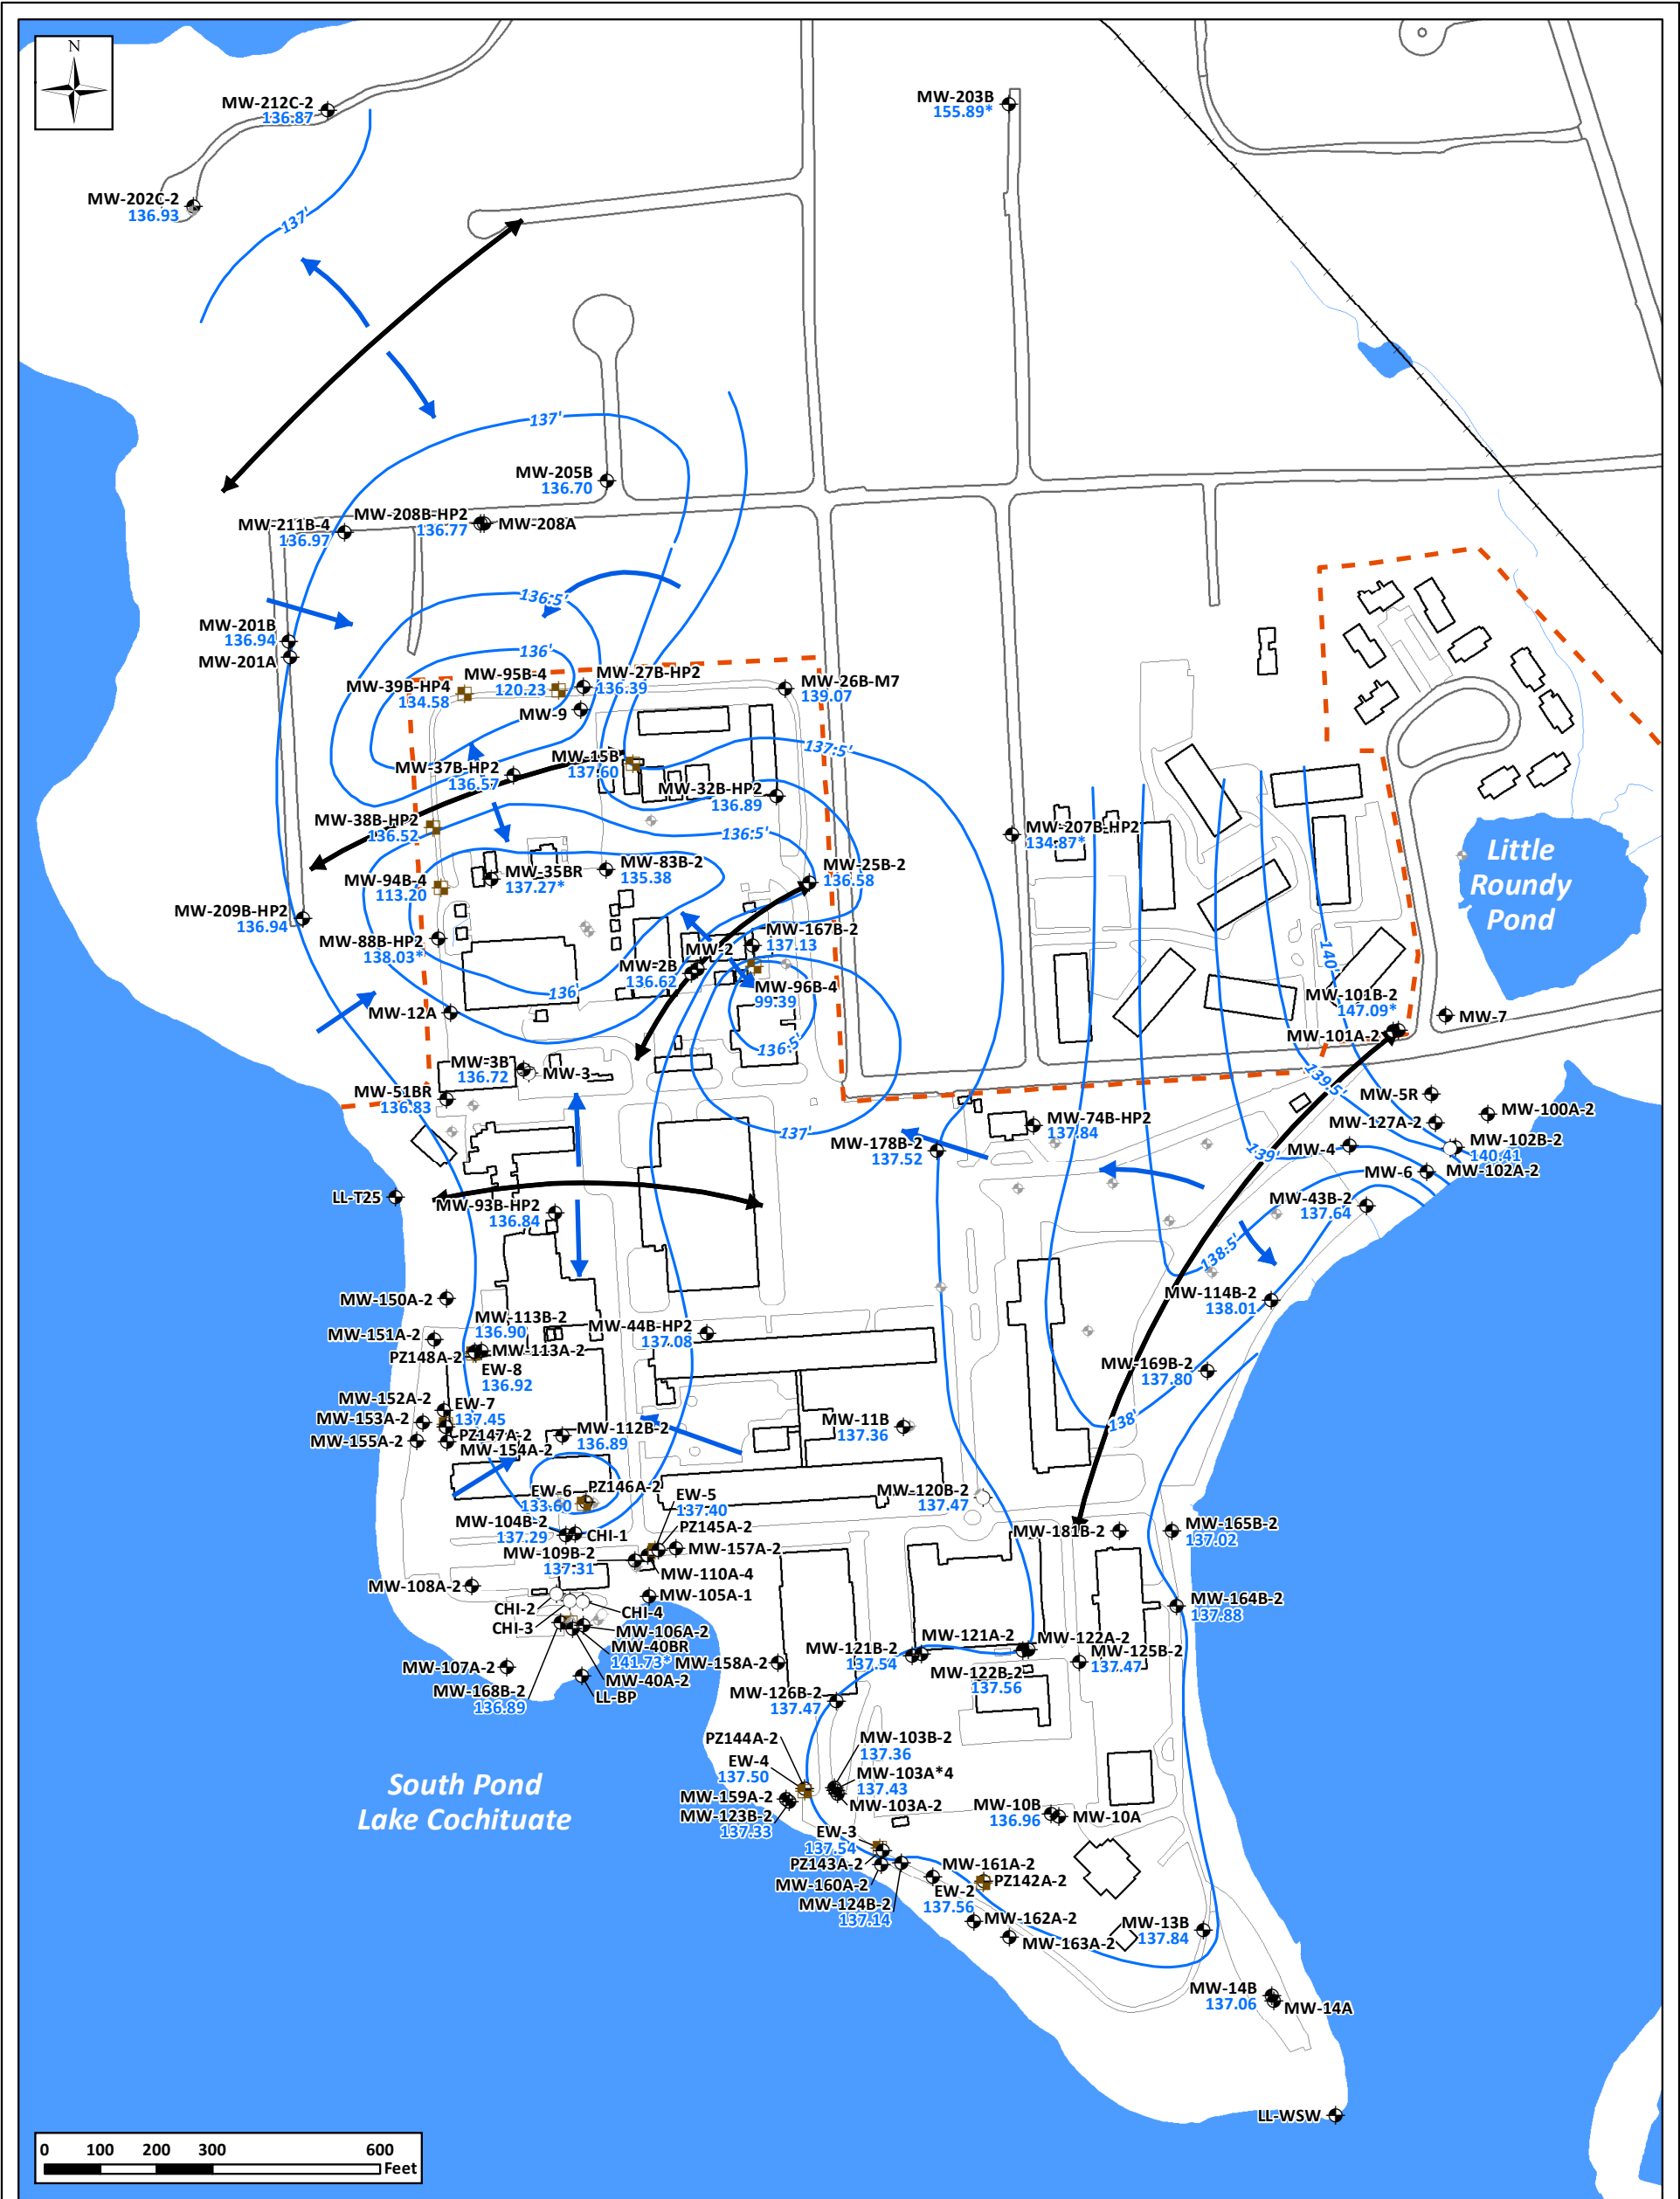 N
MW-212C-2
136.87
MW-203B
155.89*
MW-202C-2
136.93
137'
137'
MW-205B
136.70
MW-208B-HP2
136.77
MW-208A
MW-211B-4
136.97
136.5'
MW-201B
136.94
MW-201A
136'
MW-95B-4
120.23
MW-27B-HP2
136.39
MW-39B-HP4
134.58
MW-26B-M7
139.07
MW-9
137.5'
MW-15B
137.60
MW-37B-HP2
136.57
MW-32B-HP2
136.89
MW-38B-HP2
136.52
136.5'
MW-207B-HP2
134.87*
Little
Roundy
Pond
MW-83B-2
135.38
MW-35BR
137.27*
MW-25B-2
136.58
MW-94B-4
113.20
MW-209B-HP2
136.94
MW-88B-HP2
138.03*
MW-167B-2
137.13
MW-2
MW-2B
136.62
140'
MW-96B-4
99.39
136'
MW-101B-2
147.09*
MW-7
MW-12A
MW-101A-2
136.5'
MW-3B
136.72
MW-3
139.5'
MW-51BR
136.83
MW-5R
MW-100A-2
MW-74B-HP2
137.84
MW-127A-2
137'
MW-178B-2
137.52
139'
MW-4
MW-102B-2
140.41
MW-6
MW-102A-2
LL-T25
MW-93B-HP2
136.84
MW-43B-2
137.64
138.5'
MW-150A-2
MW-114B-2
138.01
MW-113B-2
136.90
MW-44B-HP2
137.08
MW-151A-2
MW-113A-2
PZ148A-2
EW-8
136.92
MW-169B-2
137.80
MW-152A-2
EW-7
137.45
MW-153A-2
138'
MW-11B
137.36
MW-112B-2
136.89
PZ147A-2
MW-155A-2
MW-154A-2
EW-6
133.60
PZ146A-2
EW-5
137.40
MW-120B-2
137.47
MW-104B-2
137.29
CHI-1
PZ145A-2
MW-181B-2
MW-165B-2
137.02
MW-157A-2
MW-109B-2
137.31
MW-110A-4
MW-108A-2
MW-105A-1
MW-164B-2
137.88
CHI-2
CHI-4
CHI-3
MW-106A-2
MW-40BR
141.73*
MW-121A-2
MW-122A-2
MW-121B-2
137.54
MW-125B-2
137.47
MW-158A-2
MW-107A-2
MW-122B-2
137.56
MW-40A-2
MW-168B-2
136.89
LL-BP
MW-126B-2
137.47
PZ144A-2
MW-103B-2
137.36
EW-4
137.50
MW-103A*4
137.43
South Pond
Lake Cochituate
MW-159A-2
MW-103A-2
MW-123B-2
137.33
MW-10B
136.96
MW-10A
EW-3
137.54
PZ143A-2
MW-161A-2
PZ142A-2
MW-160A-2
EW-2
137.56
MW-124B-2
137.14
MW-162A-2
MW-13B
137.84
MW-163A-2
MW-14B
137.06
MW-14A
LL-WSW
0 100 200 300 600
Feet